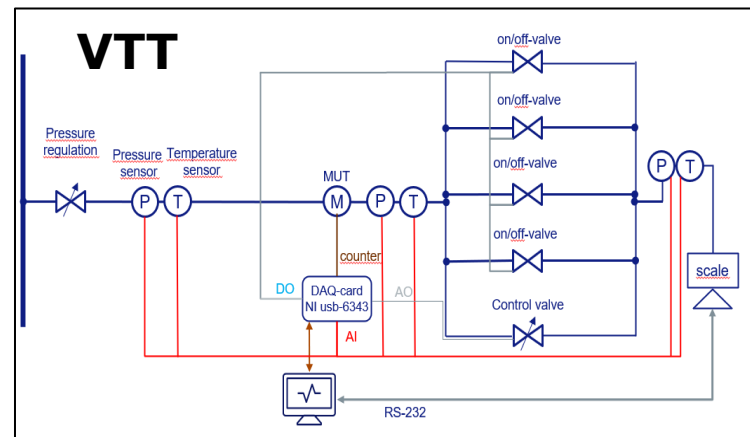 VTT
on/off-valve
on/off-valve
on/off-valve
on/off-valve
Control valve
Pressure
regulation
Pressure
sensor
Temperature
sensor
MUT
P
T
M
P
T
P
T
counter
DO
DAQ-card
NI usb-6343
AO
AI
scale
RS-232